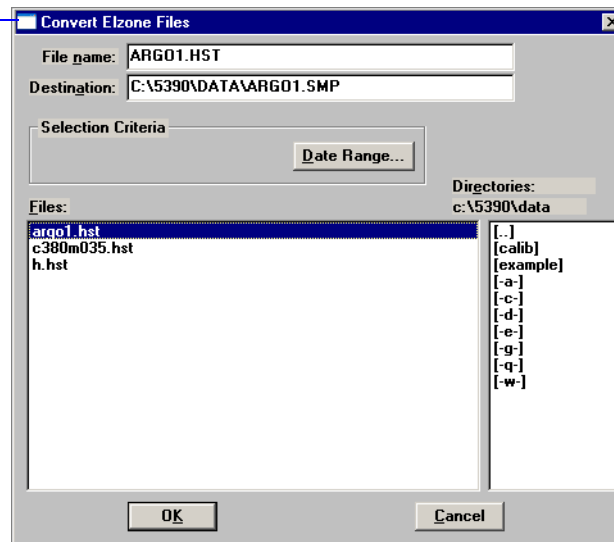 Convert Elzone Files
File name: ARGO1.HST
Destination: C:\5390\DATA\ARGO1.SMP
Selection Criteria
Date Range...
Directories:
Files: c:\5390\data
argo1.hst
c380m035.hst
h.hst
[..]
[calib]
[example]
[-a-]
[-c-]
[-d-]
[-e-]
[-g-]
[-q-]
[-w-]
OK
Cancel